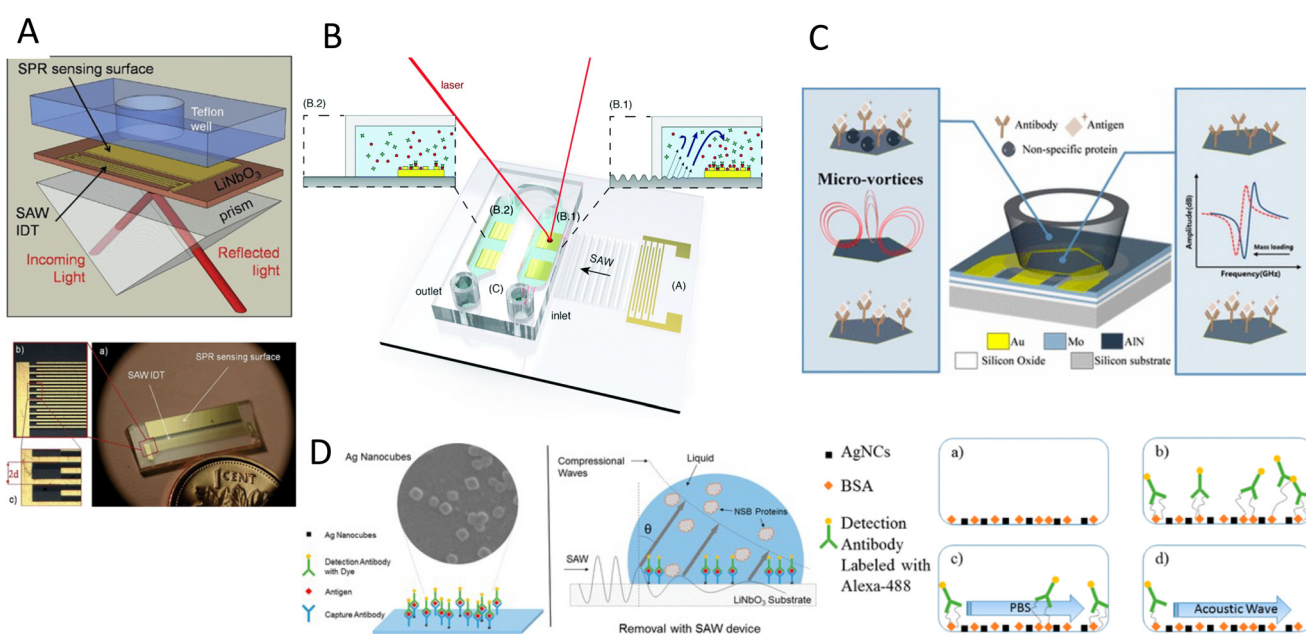 A
SPR sensing surface
Teflon
well
LiNbO3
SAW
IDT
prism
Incoming
Light
Reflected
light
b)
a)
SPR sensing surface
SAW IDT
2d
c)
1 CENT
B
laser
(B.2)
(B.1)
(B.2)
(B.1)
SAW
(A)
(C)
outlet
inlet
C
Antibody
Antigen
Non-specific protein
Micro-vortices
Amplitude(dB)
Mass leading
Frequency(GHz)
Au
Mo
AlN
Silicon Oxide
Silicon substrate
D
Ag Nanocubes
Ag Nanocubes
Detection Antibody
with Dye
Antigen
Capture Antibody
Compressional
Waves
Liquid
NSB Proteins
θ
SAW
LiNbO3 Substrate
Removal with SAW device
AgNCs
BSA
Detection
Antibody
Labeled with
Alexa-488
a)
b)
c)
PBS
d)
Acoustic Wave